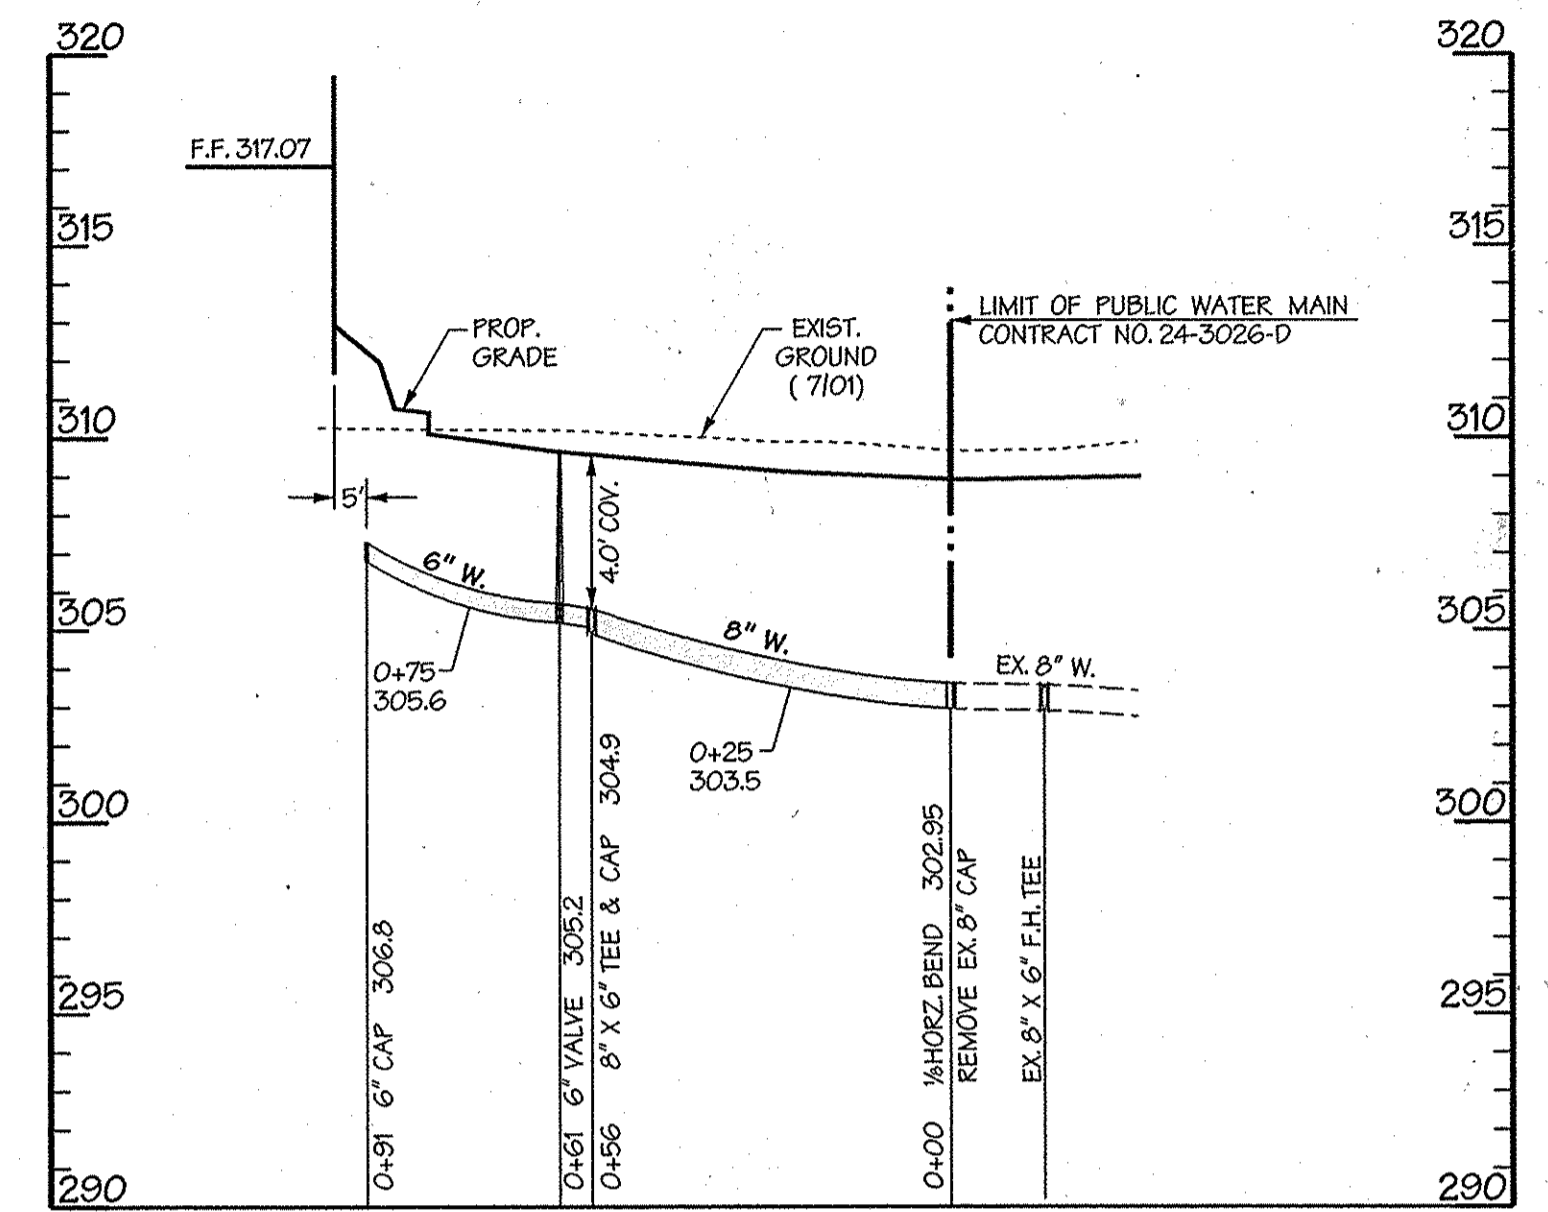 320
320
F.F. 317.07
315
315
LIMIT OF PUBLIC WATER MAIN
CONTRACT NO. 24-3026-D
PROP.
GRADE
EXIST.
GROUND
( 7/01)
310
310
5'
4.0' COV.
6" W.
305
305
8" W.
EX. 8" W.
0+75
305.6
0+25
303.5
300
300
295
295
0+91 6" CAP 306.8
0+61 6" VALVE 305.2
0+56 8" X 6" TEE & CAP 304.9
0+00 1/8 HORZ. BEND 302.95
REMOVE EX. 8" CAP
EX. 8" X 6" F.H. TEE
290
290